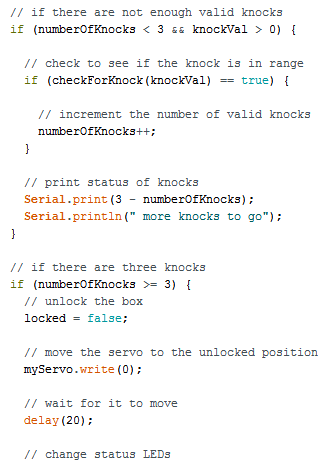 // if there are not enough valid knocks
if (numberOfKnocks < 3 && knockVal > 0) {
// check to see if the knock is in range
if (checkForKnock(knockVal) == true) {
// increment the number of valid knocks
numberOfKnocks++;
}
// print status of knocks
Serial.print(3 - numberOfKnocks);
Serial.println(" more knocks to go");
}
// if there are three knocks
if (numberOfKnocks >= 3) {
// unlock the box
locked = false;
// move the servo to the unlocked position
myServo.write(0);
// wait for it to move
delay(20);
// change status LEDs